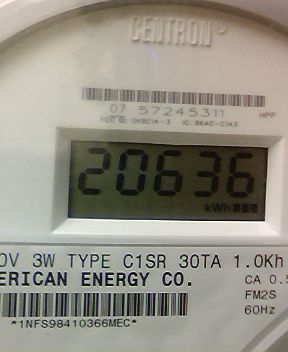 CENTRON®
07 57245311 HPP
20636
kWh
0V 3W TYPE C1SR 30TA 1.0Kh
ERICAN ENERGY CO. CA 0.5
FM2S
60Hz
*1NFS98410366MEC*